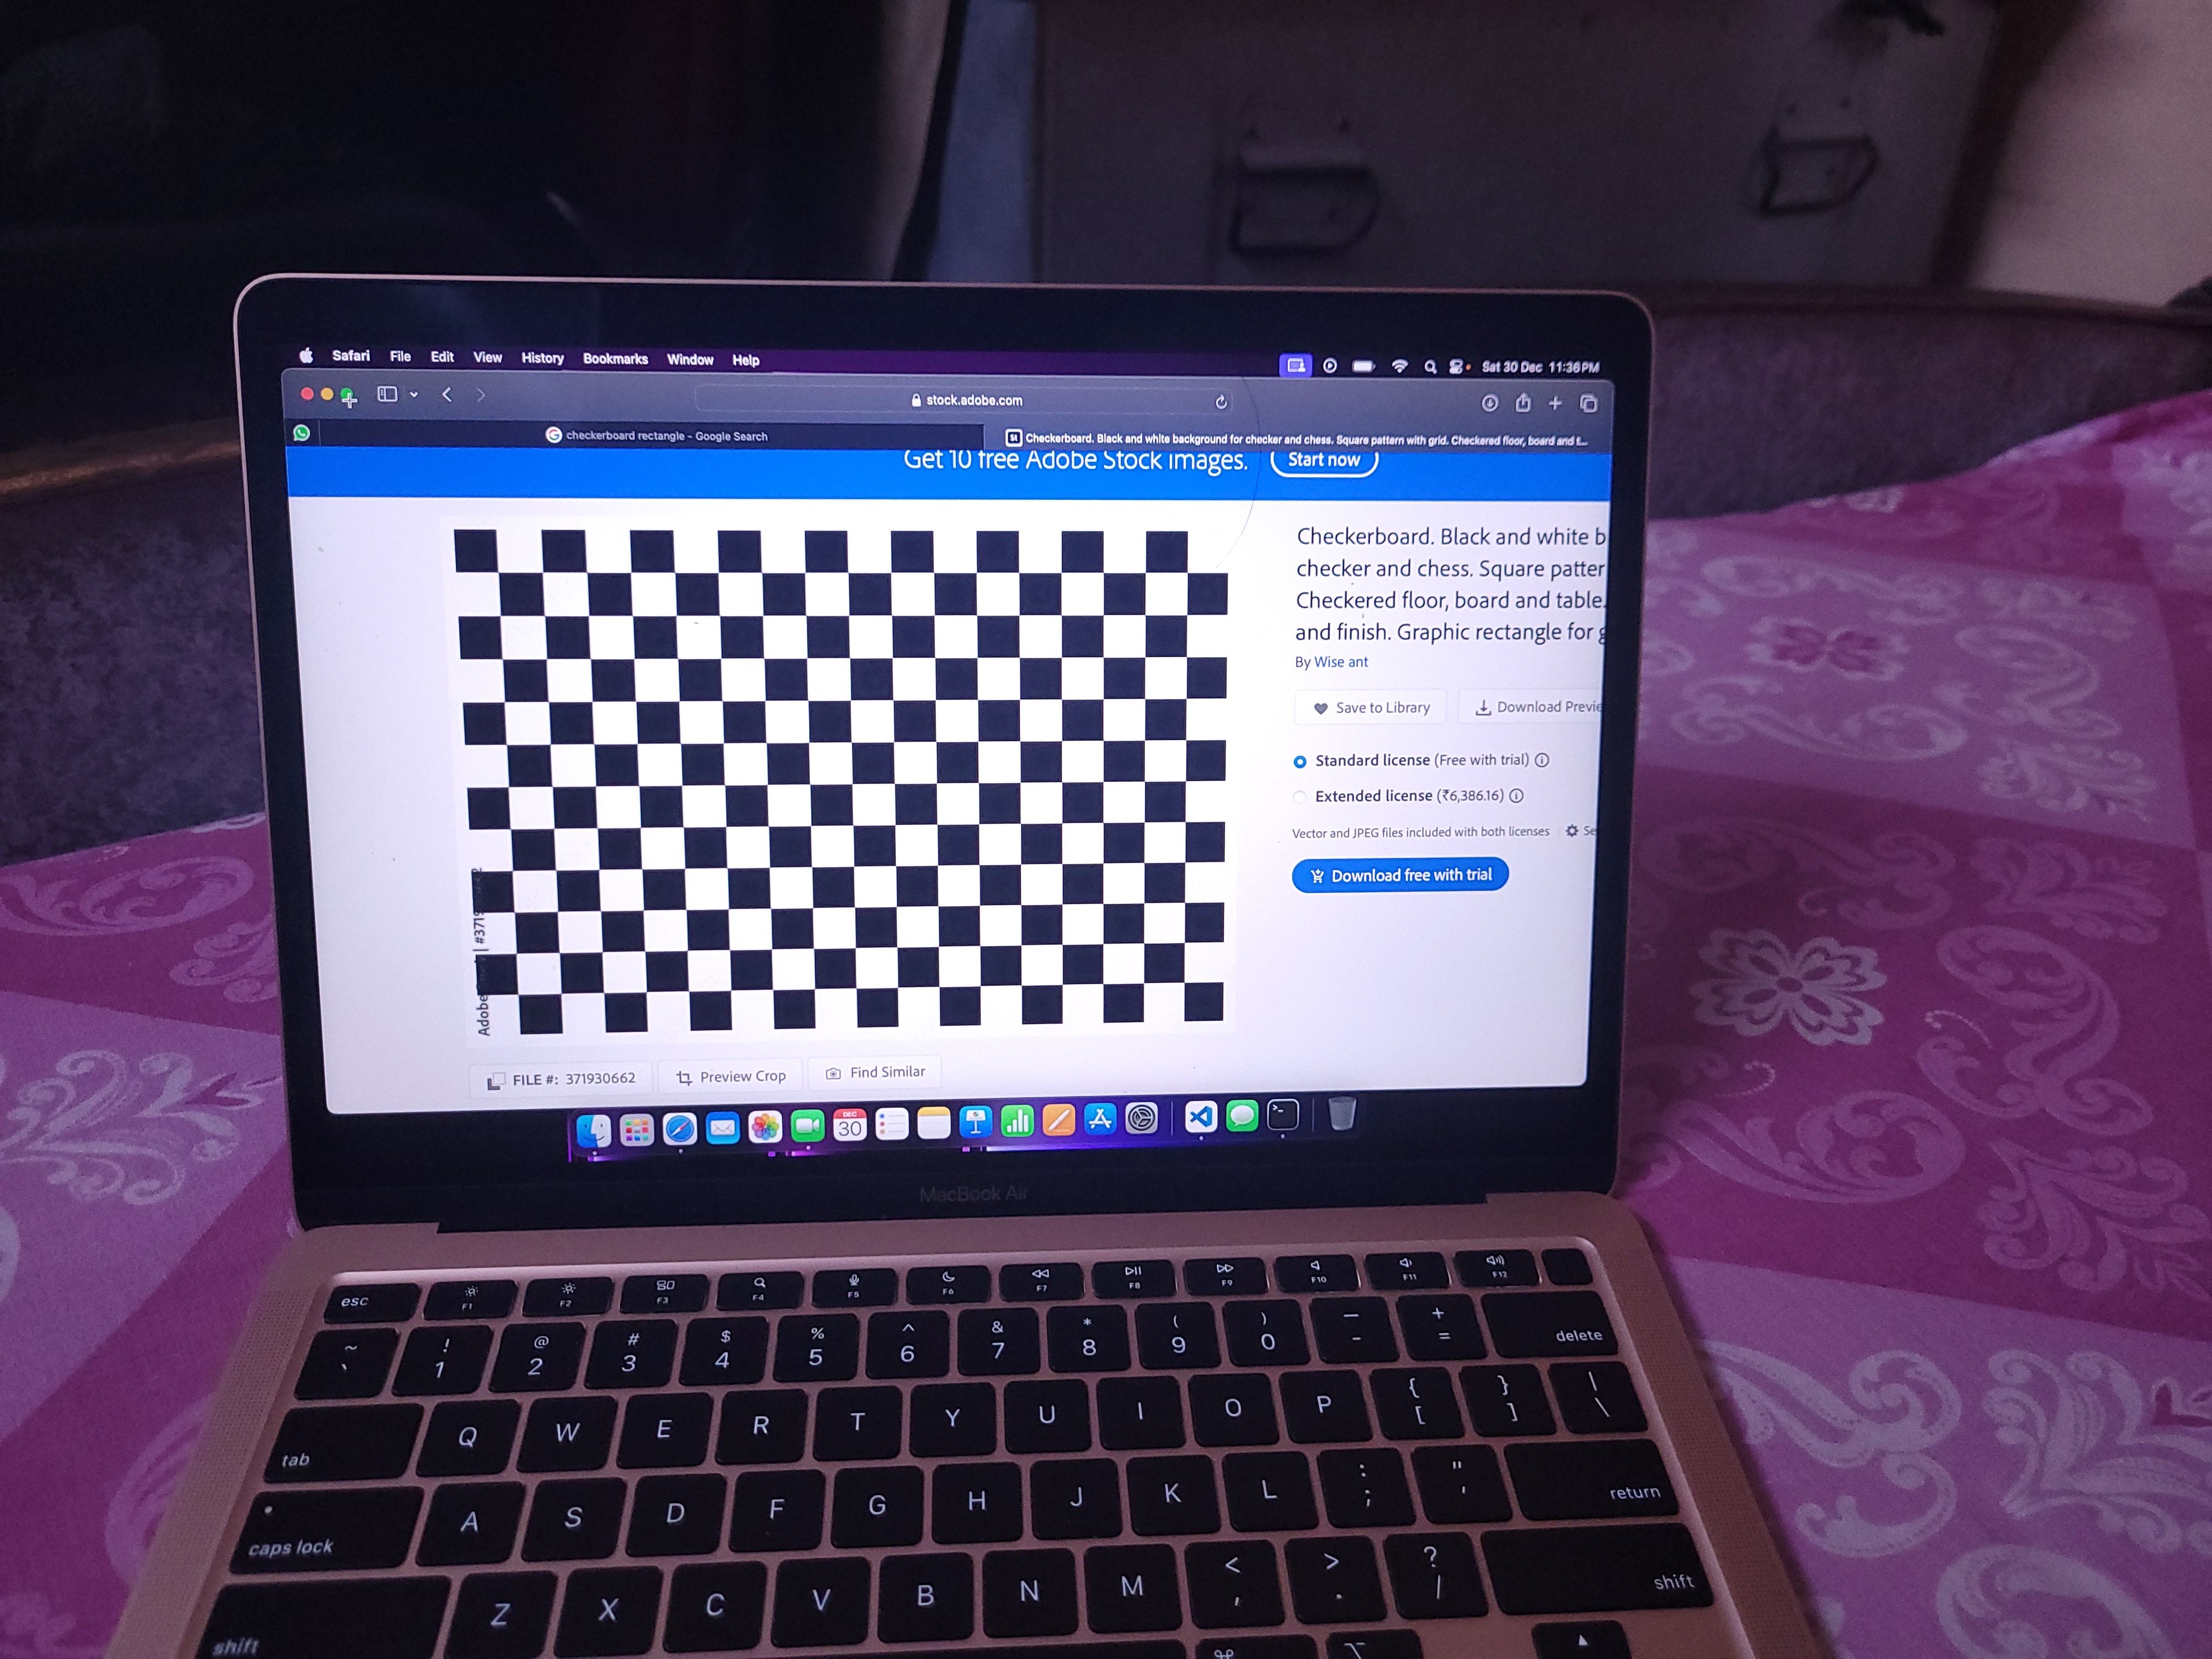 Safari File Edit View History Bookmarks Window Help
Sat 30 Dec 11:36PM
stock.adobe.com
checkerboard rectangle - Google Search
St Checkerboard. Black and white background for checker and chess. Square pattern with grid. Checkered floor, board and t...
Get 10 free Adobe Stock images. Start now
Checkerboard. Black and white b
checker and chess. Square patter
Checkered floor, board and table.
and finish. Graphic rectangle for g
By Wise ant
Save to Library
Download Previe
Standard license (Free with trial)
Extended license (₹6,386.16)
Vector and JPEG files included with both licenses Se
Download free with trial
Adobe | #371
FILE #: 371930662 Preview Crop Find Similar
DEC
30
MacBook Air
esc F1 F2 F3 F4 F5 F6 F7 F8 F9 F10 F11 F12
~ ! @ # $ % ^ & * ( ) — +
` 1 2 3 4 5 6 7 8 9 0 - = delete
tab Q W E R T Y U I O P { [ } ] | \
caps lock A S D F G H J K L : ; " ' return
shift Z X C V B N M < , > . ? / shift
⌘ ⌥